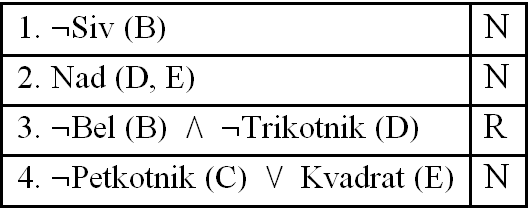 1. ¬Siv (B) N
2. Nad (D, E) N
3. ¬Bel (B) ∧ ¬Trikotnik (D) R
4. ¬Petkotnik (C) ∨ Kvadrat (E) N